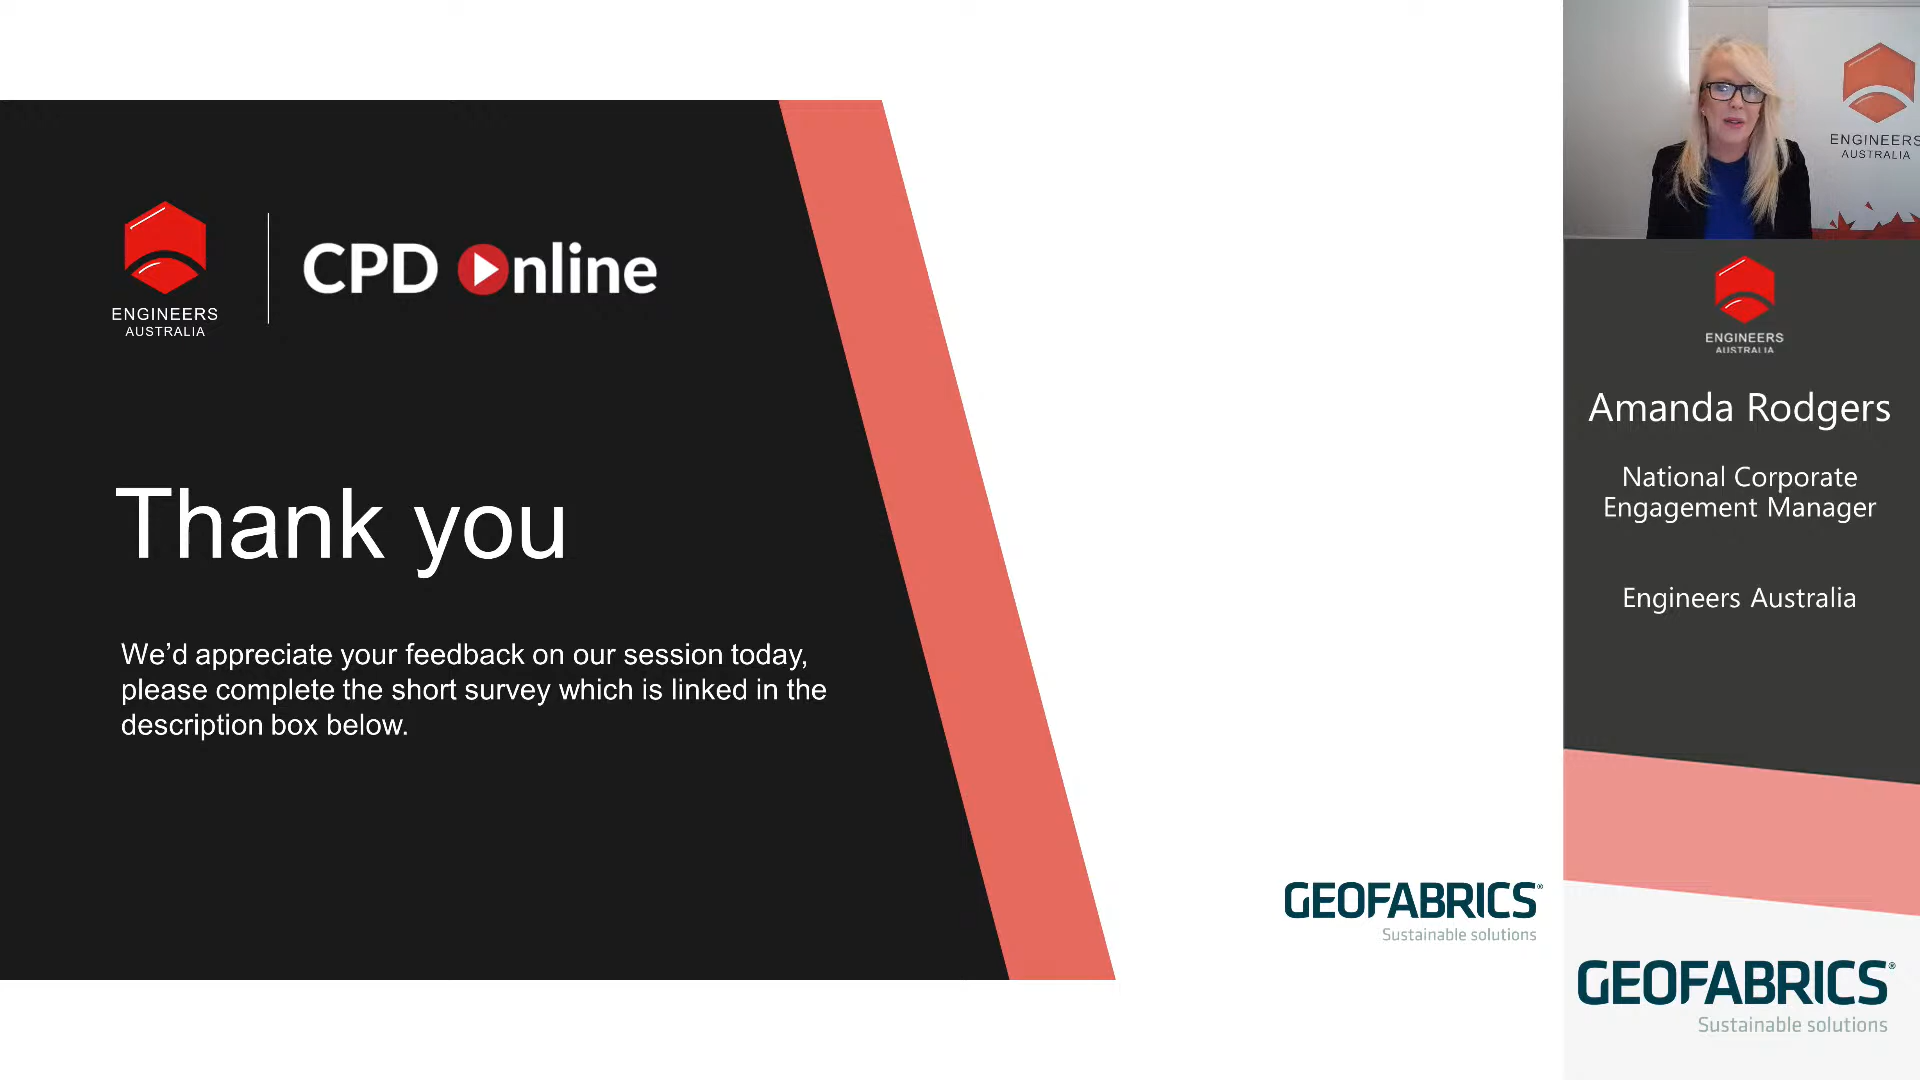 ENGINEERS
AUSTRALIA
CPD Online
Thank you
We’d appreciate your feedback on our session today,
please complete the short survey which is linked in the
description box below.
GEOFABRICS®
Sustainable solutions
ENGINEERS
AUSTRALIA
ENGINEERS
AUSTRALIA
Amanda Rodgers
National Corporate
Engagement Manager
Engineers Australia
GEOFABRICS®
Sustainable solutions